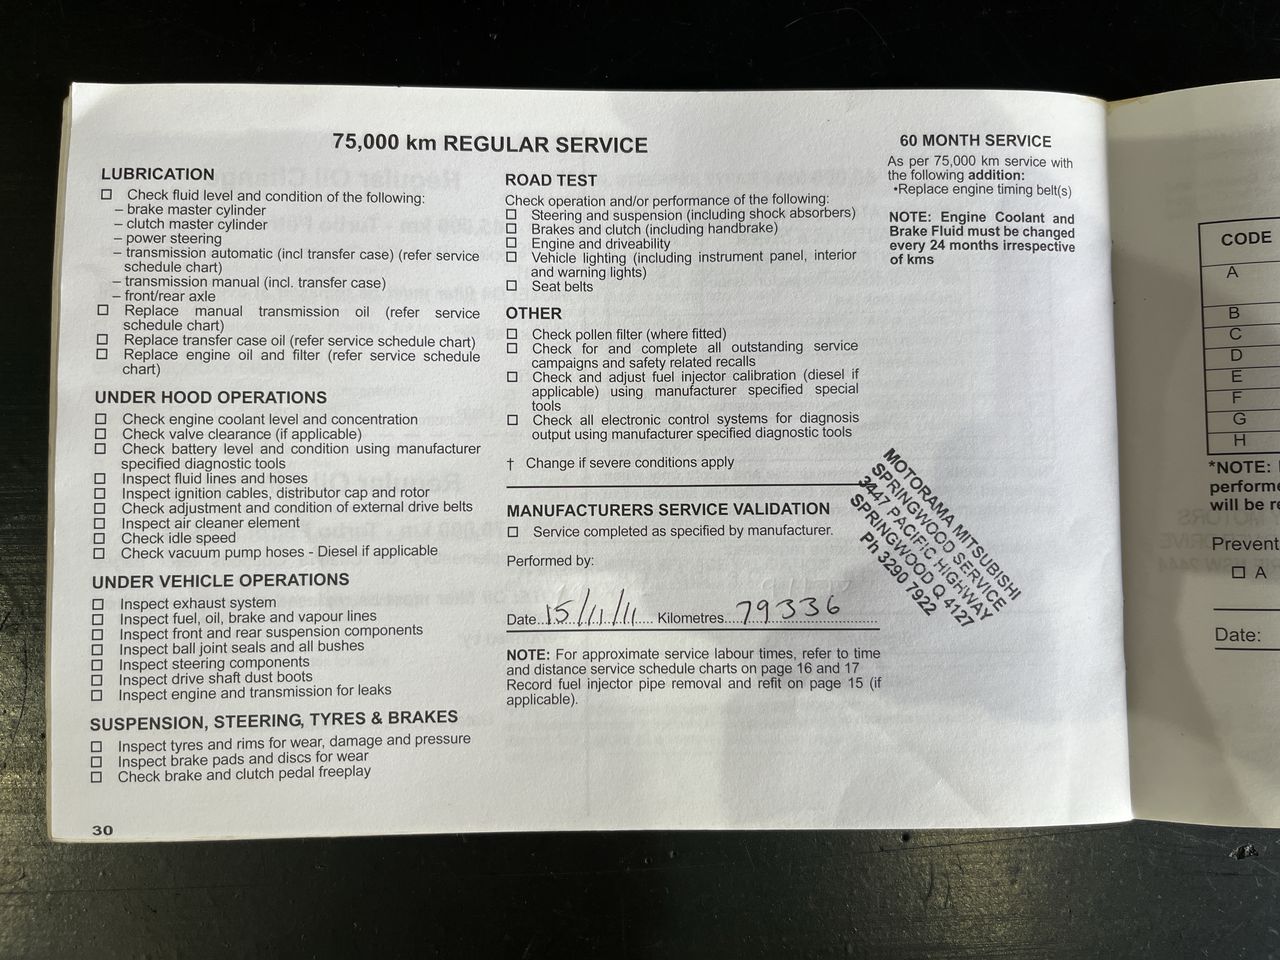 75,000 km REGULAR SERVICE
LUBRICATION
Check fluid level and condition of the following:
– brake master cylinder
– clutch master cylinder
– power steering
– transmission automatic (incl transfer case) (refer service
schedule chart)
– transmission manual (incl. transfer case)
– front/rear axle
Replace manual transmission oil (refer service
schedule chart)
Replace transfer case oil (refer service schedule chart)
Replace engine oil and filter (refer service schedule
chart)
UNDER HOOD OPERATIONS
Check engine coolant level and concentration
Check valve clearance (if applicable)
Check battery level and condition using manufacturer
specified diagnostic tools
Inspect fluid lines and hoses
Inspect ignition cables, distributor cap and rotor
Check adjustment and condition of external drive belts
Inspect air cleaner element
Check idle speed
Check vacuum pump hoses - Diesel if applicable
UNDER VEHICLE OPERATIONS
Inspect exhaust system
Inspect fuel, oil, brake and vapour lines
Inspect front and rear suspension components
Inspect ball joint seals and all bushes
Inspect steering components
Inspect drive shaft dust boots
Inspect engine and transmission for leaks
SUSPENSION, STEERING, TYRES & BRAKES
Inspect tyres and rims for wear, damage and pressure
Inspect brake pads and discs for wear
Check brake and clutch pedal freeplay
30
ROAD TEST
Check operation and/or performance of the following:
Steering and suspension (including shock absorbers)
Brakes and clutch (including handbrake)
Engine and driveability
Vehicle lighting (including instrument panel, interior
and warning lights)
Seat belts
OTHER
Check pollen filter (where fitted)
Check for and complete all outstanding service
campaigns and safety related recalls
Check and adjust fuel injector calibration (diesel if
applicable) using manufacturer specified special
tools
Check all electronic control systems for diagnosis
output using manufacturer specified diagnostic tools
† Change if severe conditions apply
MANUFACTURERS SERVICE VALIDATION
Service completed as specified by manufacturer.
Performed by:
Date 15/11/11 Kilometres 79336
NOTE: For approximate service labour times, refer to time
and distance service schedule charts on page 16 and 17
Record fuel injector pipe removal and refit on page 15 (if
applicable).
60 MONTH SERVICE
As per 75,000 km service with
the following addition:
•Replace engine timing belt(s)
NOTE: Engine Coolant and
Brake Fluid must be changed
every 24 months irrespective
of kms
MOTORAMA MITSUBISHI
SPRINGWOOD SERVICE
3447 PACIFIC HIGHWAY
SPRINGWOOD Q 4127
Ph 3290 7922
CODE
A
B
C
D
E
F
G
H
*NOTE:
performe
will be re
Prevent
A
Date: